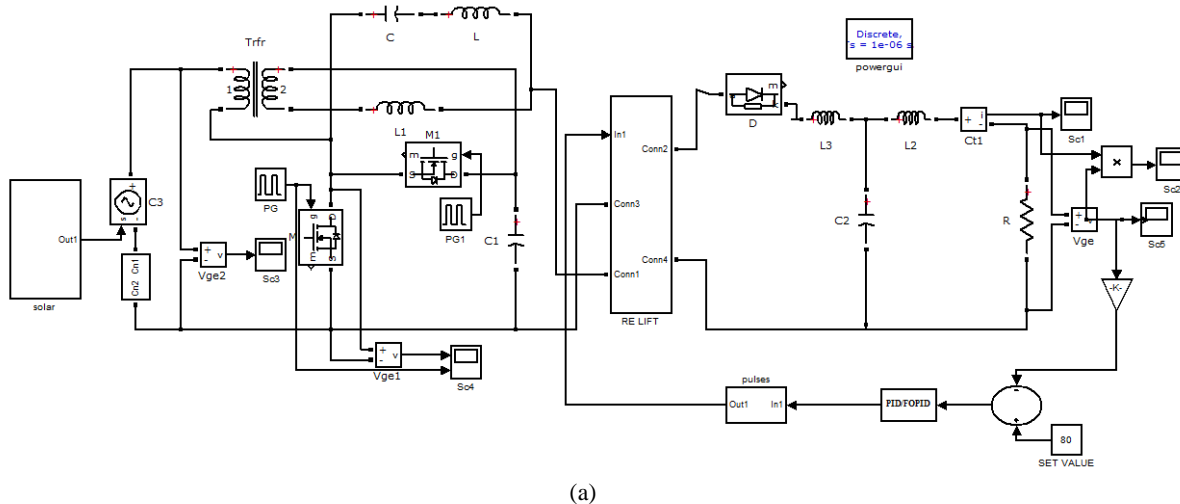 C
L
Trfr
1
2
L1
M1
m
g
S
D
PG
PG1
g
D
M
E
s
C1
C3
+
s
-
Out1
solar
Cn1
Cn2
+
-
v
Vge2
Sc3
+
-
v
Vge1
Sc4
In1
Conn2
Conn3
Conn1
Conn4
RE LIFT
Discrete,
s = 1e-06 s
powergui
m
k
D
L3
L2
+
-
i
-
Ct1
Sc1
×
Sc2
C2
R
+
-
v
Vge
Sc5
-K-
pulses
Out1
In1
PID/FOPID
-
+
80
SET VALUE
(a)